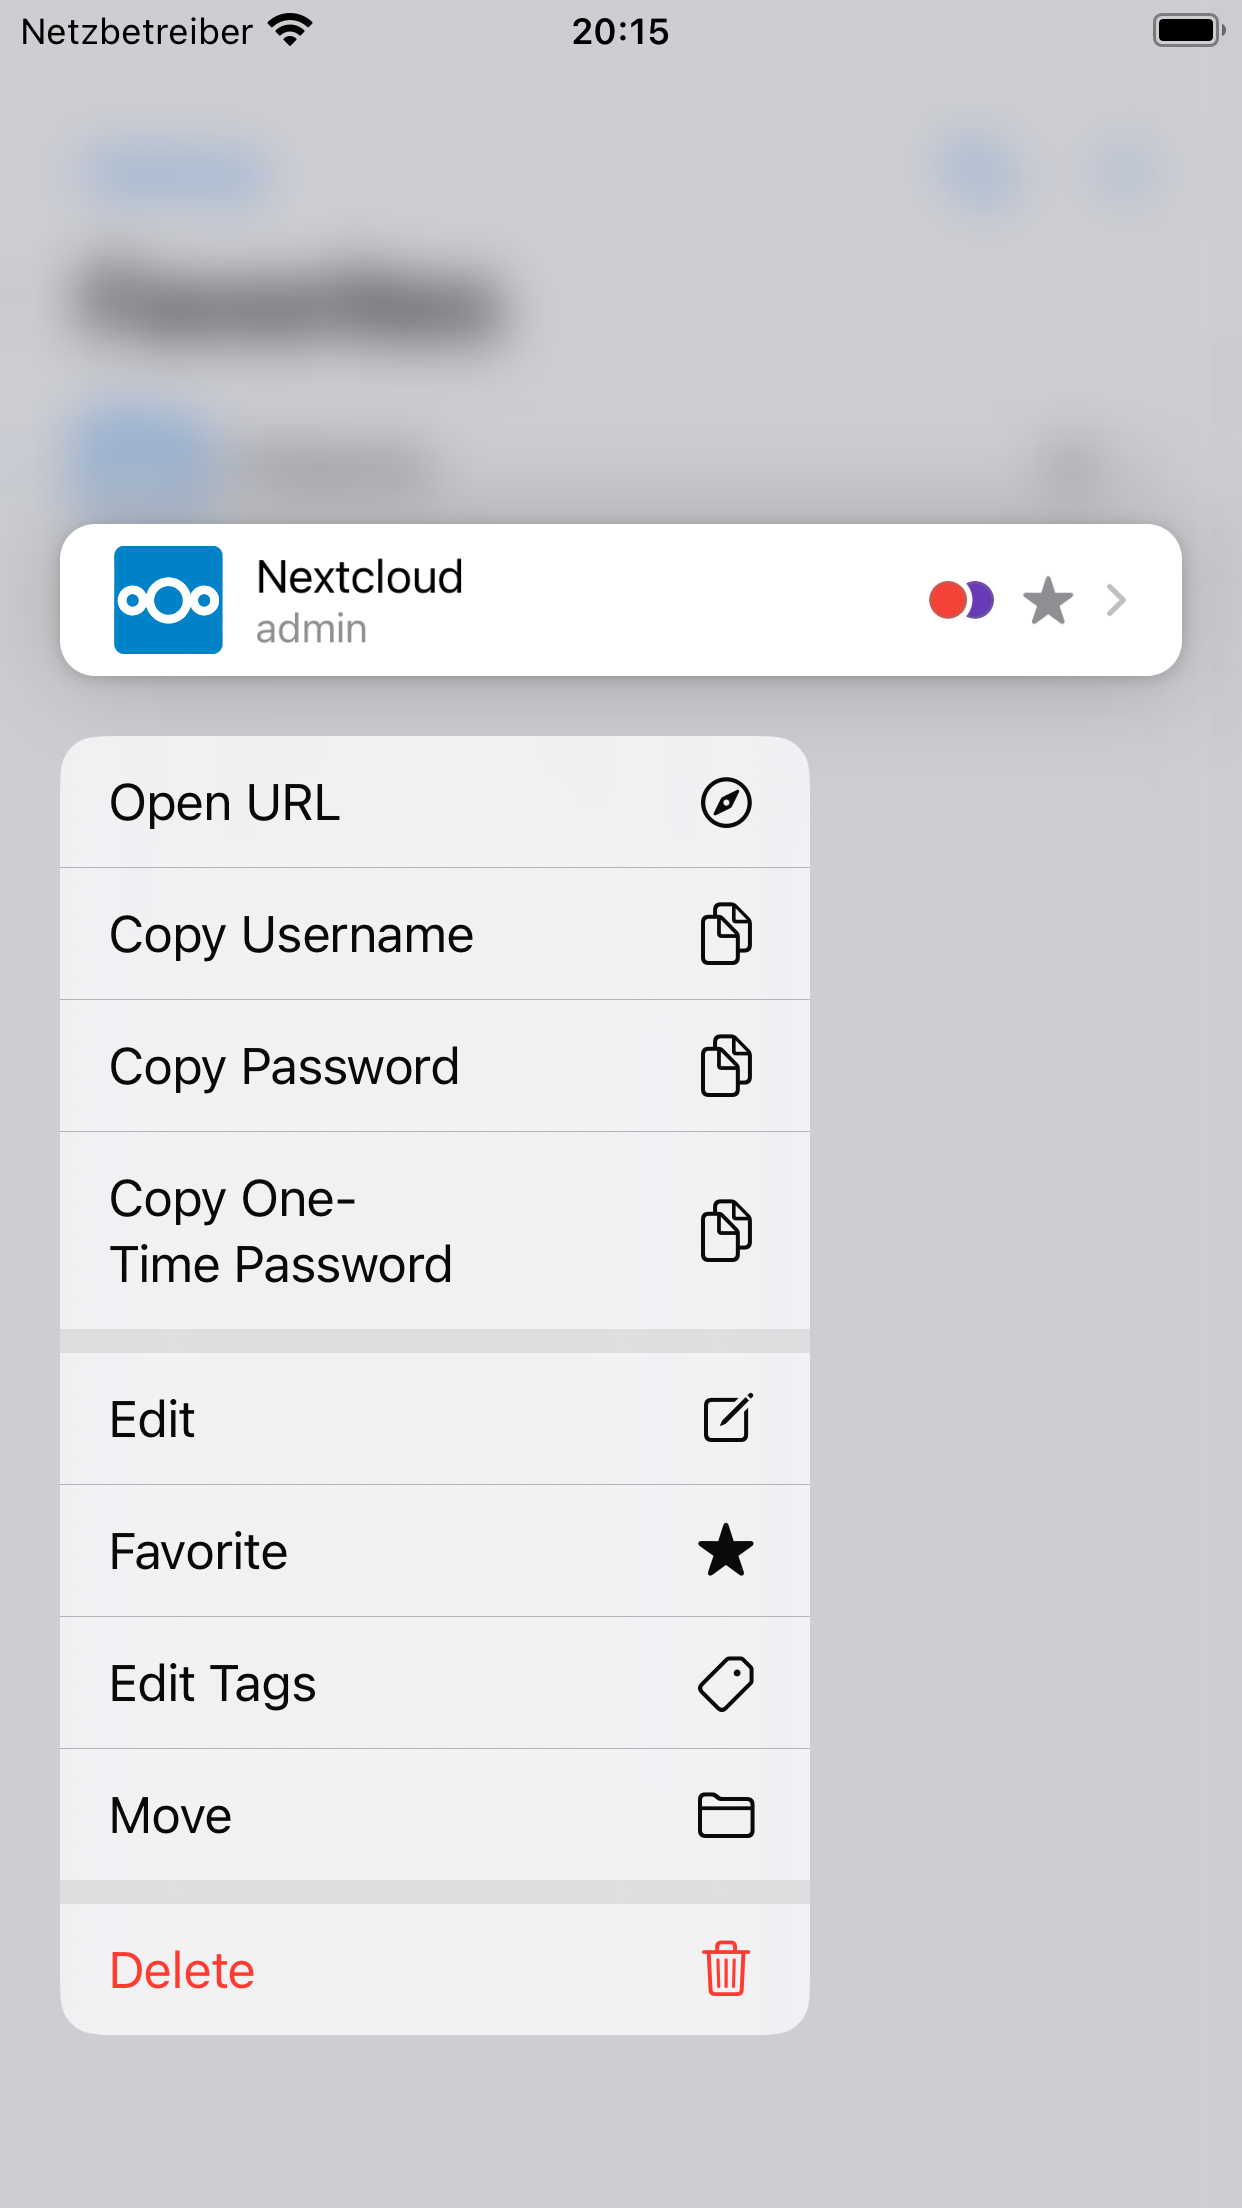 Netzbetreiber 20:15
Nextcloud
admin
Open URL
Copy Username
Copy Password
Copy One-
Time Password
Edit
Favorite
Edit Tags
Move
Delete